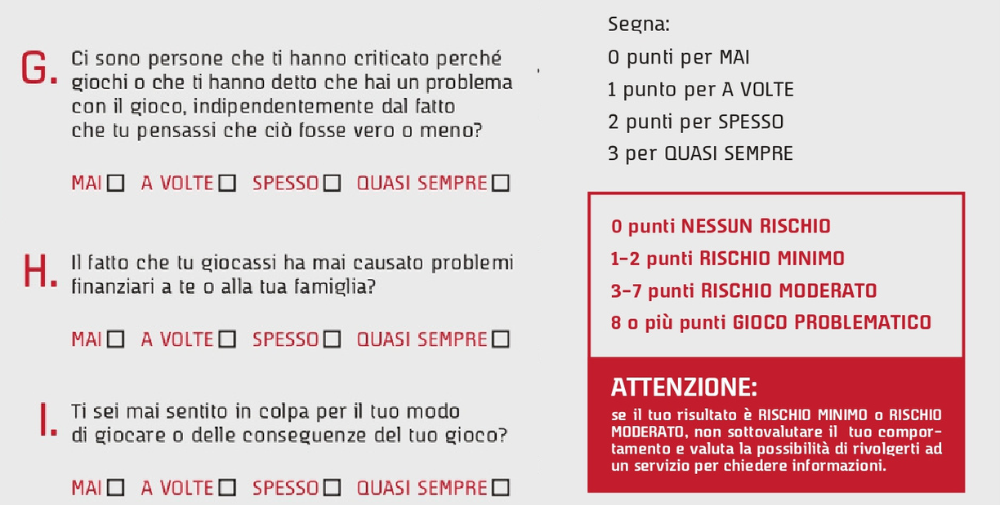 G. Ci sono persone che ti hanno criticato perché
giochi o che ti hanno detto che hai un problema
con il gioco, indipendentemente dal fatto
che tu pensassi che ciò fosse vero o meno?
MAI☐ A VOLTE☐ SPESSO☐ QUASI SEMPRE☐
H. Il fatto che tu giocassi ha mai causato problemi
finanziari a te o alla tua famiglia?
MAI☐ A VOLTE☐ SPESSO☐ QUASI SEMPRE☐
I. Ti sei mai sentito in colpa per il tuo modo
di giocare o delle conseguenze del tuo gioco?
MAI☐ A VOLTE☐ SPESSO☐ QUASI SEMPRE☐
Segna:
0 punti per MAI
1 punto per A VOLTE
2 punti per SPESSO
3 per QUASI SEMPRE
0 punti NESSUN RISCHIO
1-2 punti RISCHIO MINIMO
3-7 punti RISCHIO MODERATO
8 o più punti GIOCO PROBLEMATICO
ATTENZIONE:
se il tuo risultato è RISCHIO MINIMO o RISCHIO
MODERATO, non sottovalutare il tuo compor-
tamento e valuta la possibilità di rivolgerti ad
un servizio per chiedere informazioni.